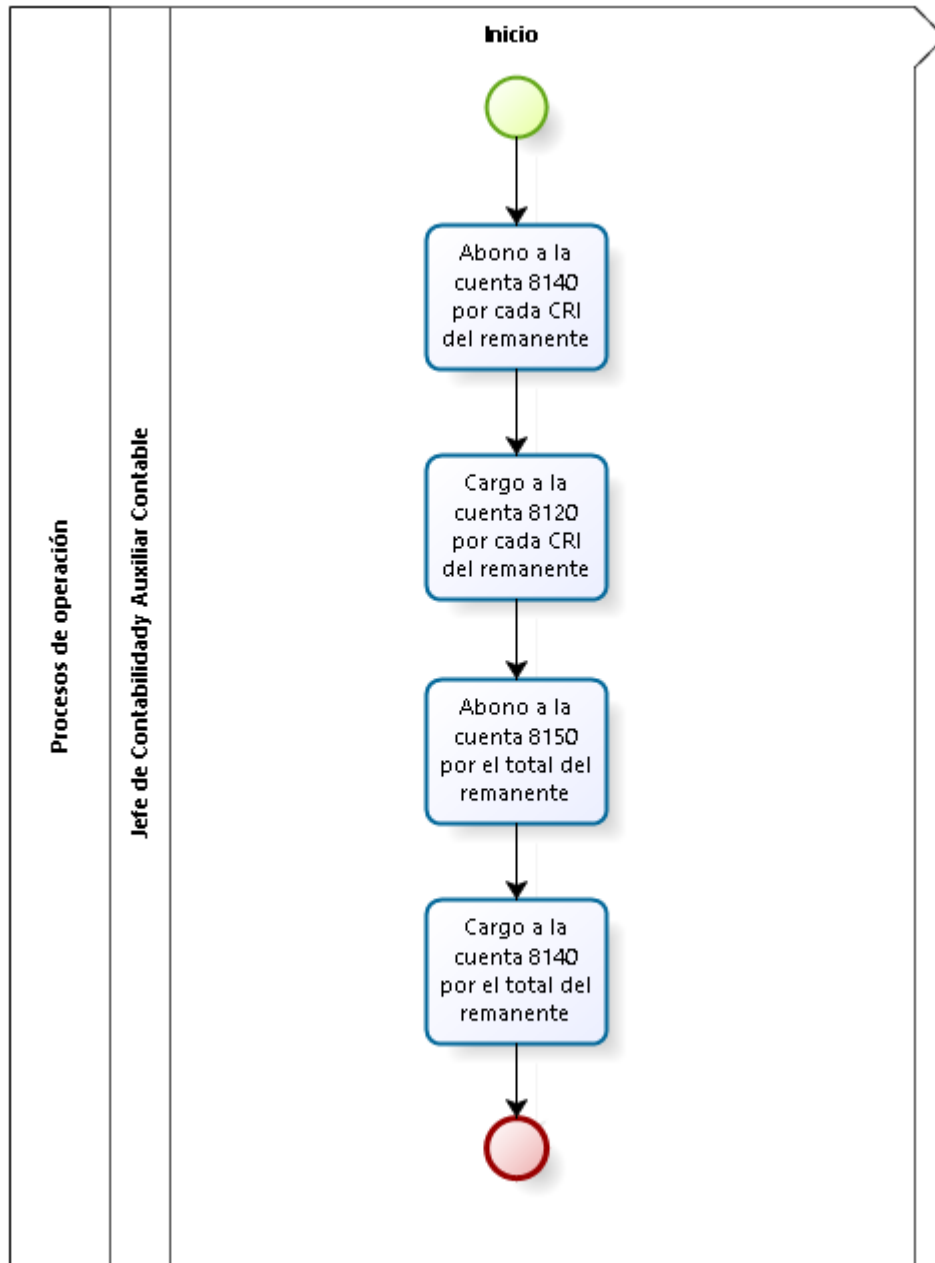 Inicio
Abono a la
cuenta 8140
por cada CRI
del remanente
Cargo a la
cuenta 8120
por cada CRI
del remanente
Abono a la
cuenta 8150
por el total del
remanente
Cargo a la
cuenta 8140
por el total del
remanente
Procesos de operación
Jefe de Contabilidady Auxiliar Contable